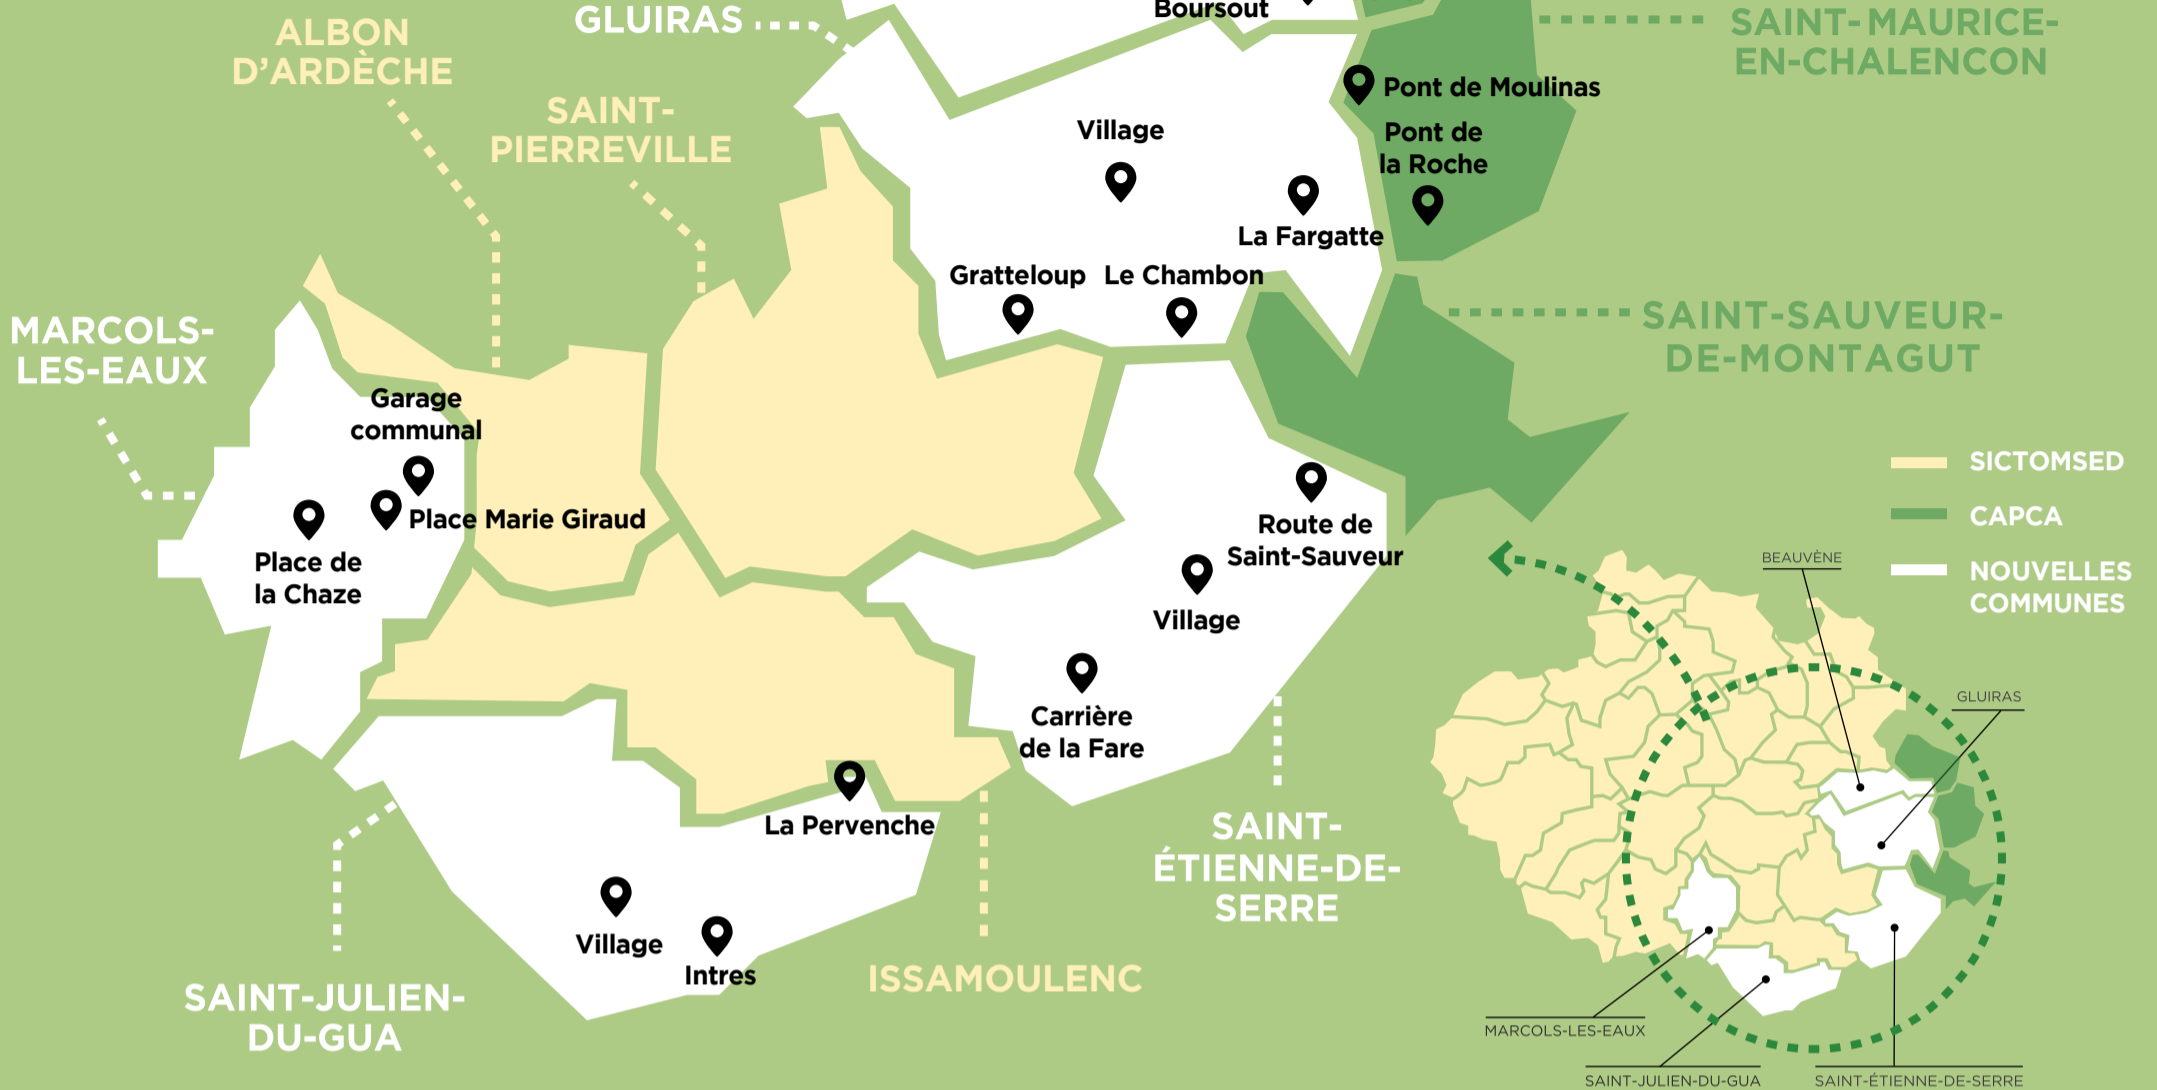 Boursout
GLUIRAS
ALBON
D'ARDÈCHE
SAINT-MAURICE-
EN-CHALENCON
SAINT-
PIERREVILLE
Pont de Moulinas
Village
Pont de
la Roche
La Fargatte
Gratteloup
Le Chambon
MARCOLS-
LES-EAUX
SAINT-SAUVEUR-
DE-MONTAGUT
Garage
communal
Place Marie Giraud
Place de
la Chaze
Route de
Saint-Sauveur
Village
Carrière
de la Fare
SICTOMSED
CAPCA
NOUVELLES
COMMUNES
La Pervenche
Village
Intres
SAINT-
ÉTIENNE-DE-
SERRE
ISSAMOULENC
SAINT-JULIEN-
DU-GUA
BEAUVÈNE
GLUIRAS
MARCOLS-LES-EAUX
SAINT-JULIEN-DU-GUA
SAINT-ÉTIENNE-DE-SERRE